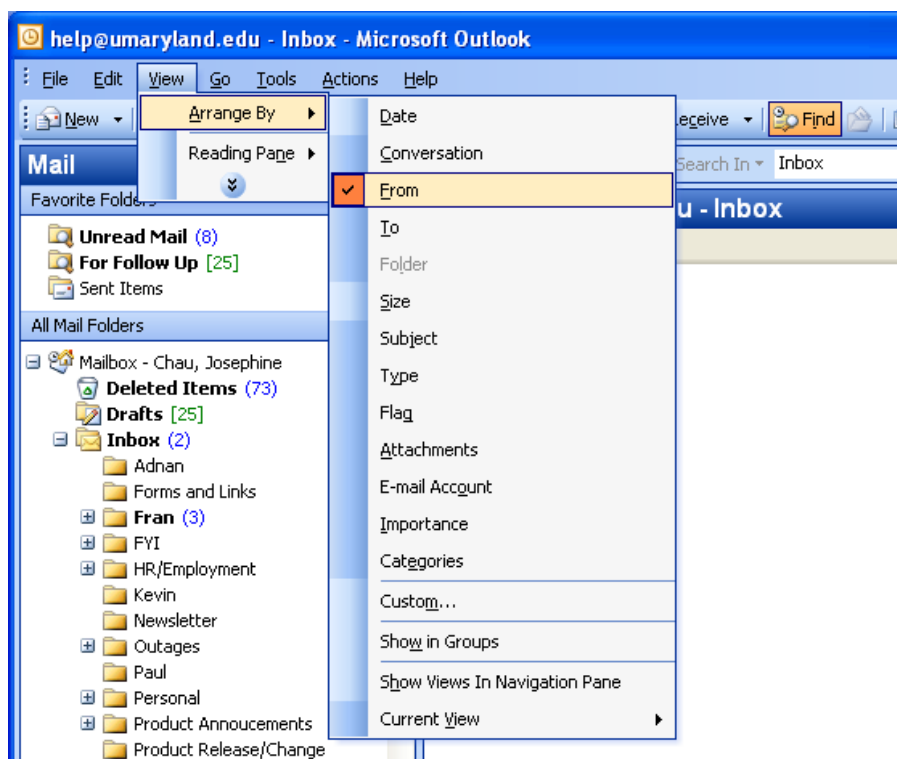 help@umaryland.edu - Inbox - Microsoft Outlook
File Edit View Go Tools Actions Help
New Find
Search In Inbox
Arrange By
Reading Pane
Date
Conversation
From
To
Folder
Size
Subject
Type
Flag
Attachments
E-mail Account
Importance
Categories
Custom...
Show in Groups
Show Views In Navigation Pane
Current View
Mail
u - Inbox
Favorite Folders
Unread Mail (8)
For Follow Up [25]
Sent Items
All Mail Folders
Mailbox - Chau, Josephine
Deleted Items (73)
Drafts [25]
Inbox (2)
Adnan
Forms and Links
Fran (3)
FYI
HR/Employment
Kevin
Newsletter
Outages
Paul
Personal
Product Annoucements
Product Release/Change